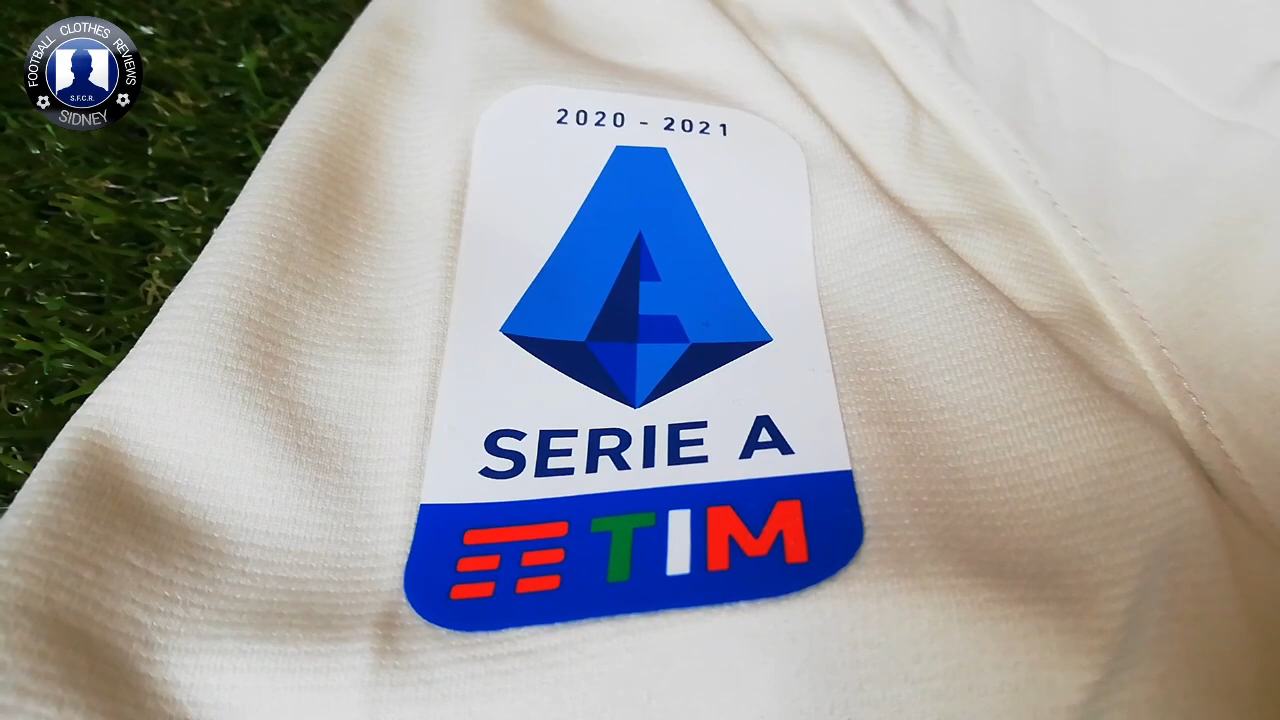 FOOTBALL CLOTHES REVIEWS
S.F.C.R.
SIDNEY
2020 - 2021
SERIE A
TIM